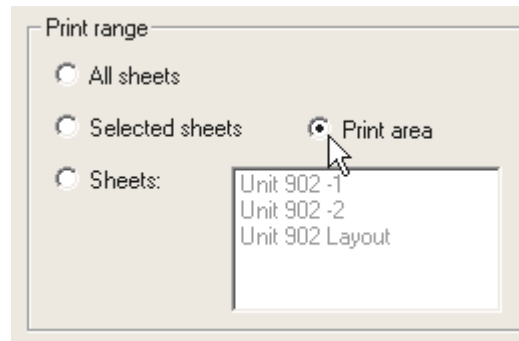 Print range
All sheets
Selected sheets Print area
Sheets:
Unit 902 -1
Unit 902 -2
Unit 902 Layout